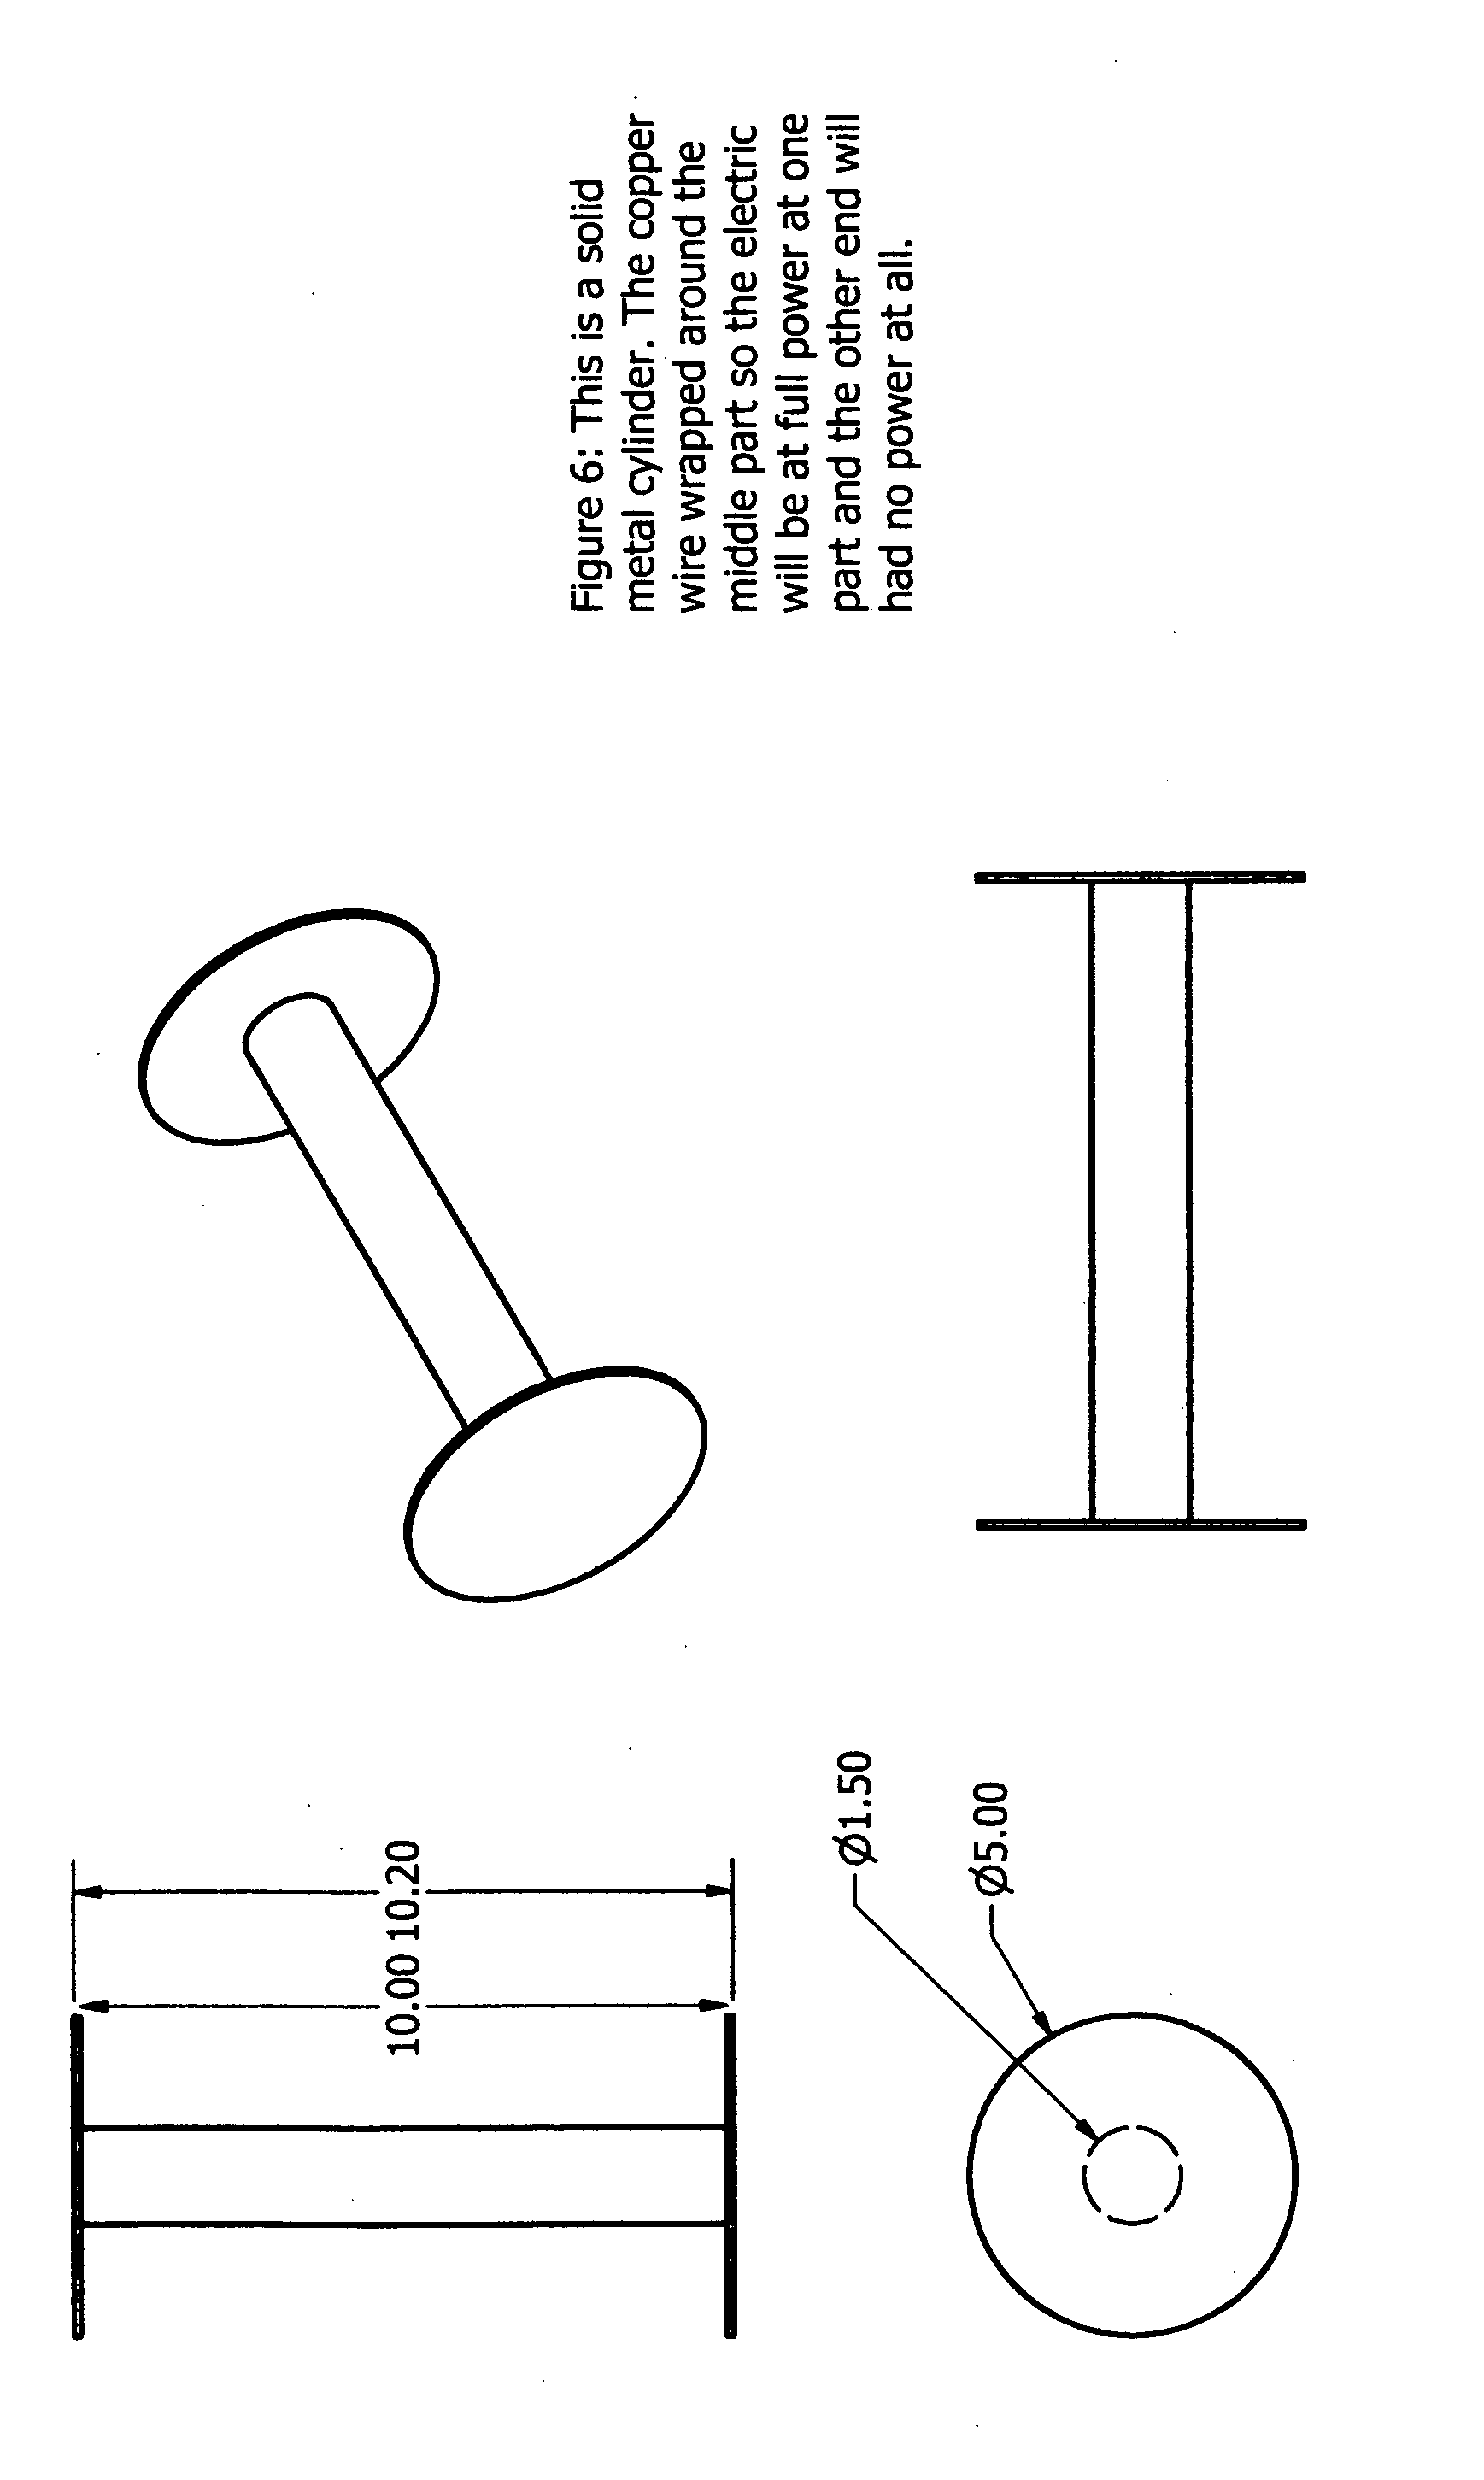 Figure 6: This is a solid
metal cylinder. The copper
wire wrapped around the
middle part so the electric
will be at full power at one
part and the other end will
had no power at all.
10.00
10.20
Ø1.50
Ø5.00